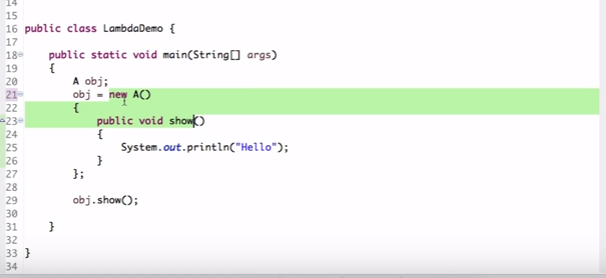 14
15
16 public class LambdaDemo {
17
18 public static void main(String[] args)
19 {
20 A obj;
21 obj = new A()
22 {
23 public void show()
24 {
25 System.out.println("Hello");
26 }
27 };
28
29 obj.show();
30
31 }
32
33 }
34